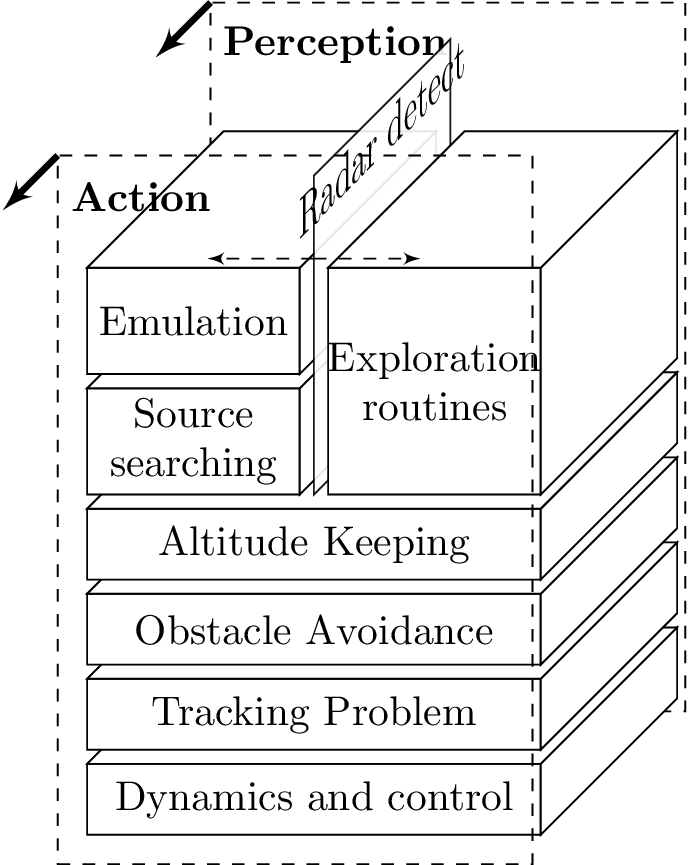 Perception
Radar detect
Action
Emulation
Exploration
routines
Source
searching
Altitude Keeping
Obstacle Avoidance
Tracking Problem
Dynamics and control